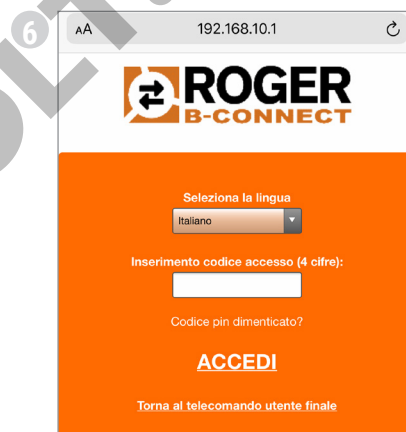 6
AA 192.168.10.1
ROGER
B-CONNECT
Seleziona la lingua
Italiano
Inserimento codice accesso (4 cifre):
Codice pin dimenticato?
ACCEDI
Torna al telecomando utente finale